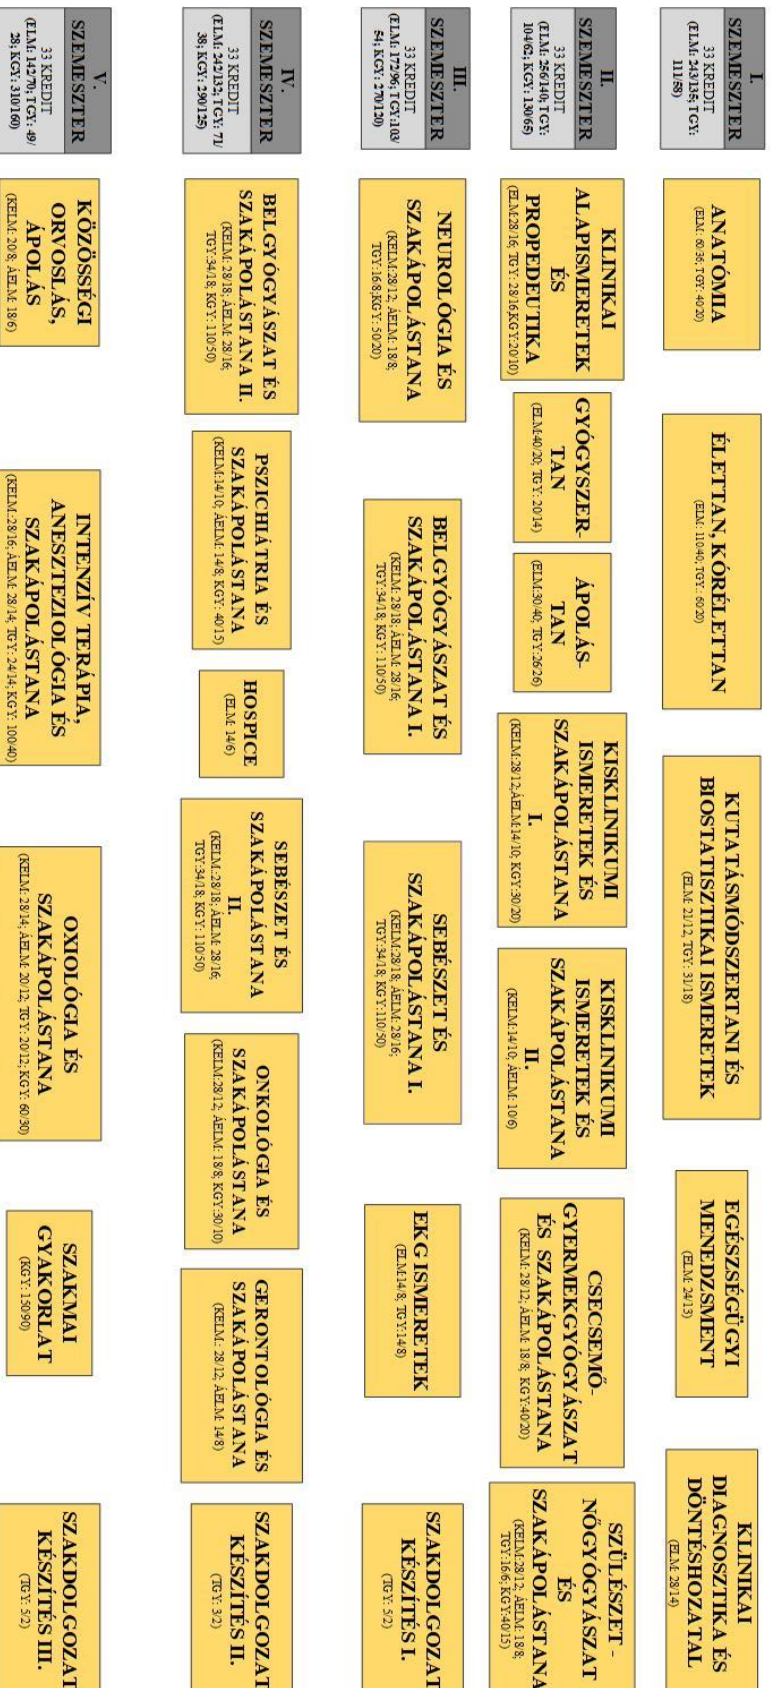 I.
SZEMESZTER
33 KREDIT
(ELM: 243/135; TGY:
111/58)
ANATÓMIA
(ELM: 60/36; TGY: 40/20)
ÉLETTAN, KÓRÉLETTAN
(ELM: 110/40; TGY: 60/20)
KUTATÁSMÓDSZERTANI ÉS
BIOSTATISZTIKAI ISMERETEK
(ELM: 21/12, TGY: 31/18)
EGÉSZSÉGÜGYI
MENEDZSMENT
(ELM: 24/13)
KLINIKAI
DIAGNOSZTIKA ÉS
DÖNTÉSHOZATAL
(ELM: 28/14)
II.
SZEMESZTER
33 KREDIT
(ELM: 256/140; TGY:
104/62; KGY: 130/65)
KLINIKAI
ALAPISMERETEK
ÉS
PROPEDEUTIKA
(ELM:28/16; TGY: 28/16;KGY:20/10)
GYÓGYSZER-
TAN
(ELM:40/20; TGY: 20/14)
ÁPOLÁS-
TAN
(ELM:30/40; TGY:26/26)
KISKLINIKUMI
ISMERETEK ÉS
SZAKÁPOLÁSTANA
I.
(KELM:28/12;ÁELM:14/10; KGY:30/20)
KISKLINIKUMI
ISMERETEK ÉS
SZAKÁPOLÁSTANA
II.
(KELM:14/10; ÁELM: 10/6)
CSECSEMŐ-
GYERMEKGYÓGYÁSZAT
ÉS SZAKÁPOLÁSTANA
(KELM: 28/12; ÁELM: 18/8; KGY:40/20)
SZÜLÉSZET -
NŐGYÓGYÁSZAT
ÉS
SZAKÁPOLÁSTANA
(KELM:28/12; ÁELM: 18/8;
TGY:16/6; KGY:40/15)
III.
SZEMESZTER
33 KREDIT
(ELM: 172/96; TGY:103/
54; KGY: 270/120)
NEUROLÓGIA ÉS
SZAKÁPOLÁSTANA
(KELM:28/12; ÁELM: 18/8;
TGY:16/8;KGY: 50/20)
BELGYÓGYÁSZAT ÉS
SZAKÁPOLÁSTANA I.
(KELM: 28/18; ÁELM: 28/16;
TGY:34/18; KGY: 110/50)
SEBÉSZET ÉS
SZAKÁPOLÁSTANA I.
(KELM:28/18; ÁELM: 28/16;
TGY:34/18; KGY:110/50)
EKG ISMERETEK
(ELM:14/8; TGY:14/8)
SZAKDOLGOZAT
KÉSZÍTÉS I.
(TGY: 5/2)
IV.
SZEMESZTER
33 KREDIT
(ELM: 242/132; TGY: 71/
38; KGY: 290/125)
BELGYÓGYÁSZAT ÉS
SZAKÁPOLÁSTANA II.
(KELM: 28/18; ÁELM: 28/16;
TGY:34/18; KGY: 110/50)
PSZICHIÁTRIA ÉS
SZAKÁPOLÁSTANA
(KELM:14/10; ÁELM: 14/8; KGY: 40/15)
HOSPICE
(ELM: 14/6)
SEBÉSZET ÉS
SZAKÁPOLÁSTANA
II.
(KELM.:28/18; ÁELM: 28/16;
TGY:34/18; KGY: 110/50)
ONKOLÓGIA ÉS
SZAKÁPOLÁSTANA
(KELM:28/12; ÁELM: 18/8; KGY:30/10)
GERONTOLÓGIA ÉS
SZAKÁPOLÁSTANA
(KELM.: 28/12; ÁELM: 14/8)
SZAKDOLGOZAT
KÉSZÍTÉS II.
(TGY: 3/2)
V.
SZEMESZTER
33 KREDIT
(ELM: 142/70; TGY: 49/
28; KGY: 310/160)
KÖZÖSSÉGI
ORVOSLÁS,
ÁPOLÁS
(KELM: 20/8; ÁELM: 18/6)
INTENZÍV TERÁPIA,
ANESZTEZIOLÓGIA ÉS
SZAKÁPOLÁSTANA
(KELM.:28/16; ÁELM: 28/14; TGY: 24/14; KGY: 100/40)
OXIOLÓGIA ÉS
SZAKÁPOLÁSTANA
(KELM: 28/14; ÁELM: 20/12; TGY: 20/12; KGY: 60/30)
SZAKMAI
GYAKORLAT
(KGY: 150/90)
SZAKDOLGOZAT
KÉSZÍTÉS III.
(TGY: 5/2)